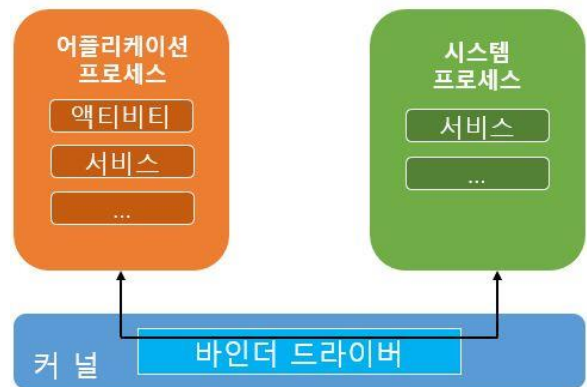 어플리케이션
프로세스
액티비티
서비스
...
시스템
프로세스
서비스
...
커 널
바인더 드라이버